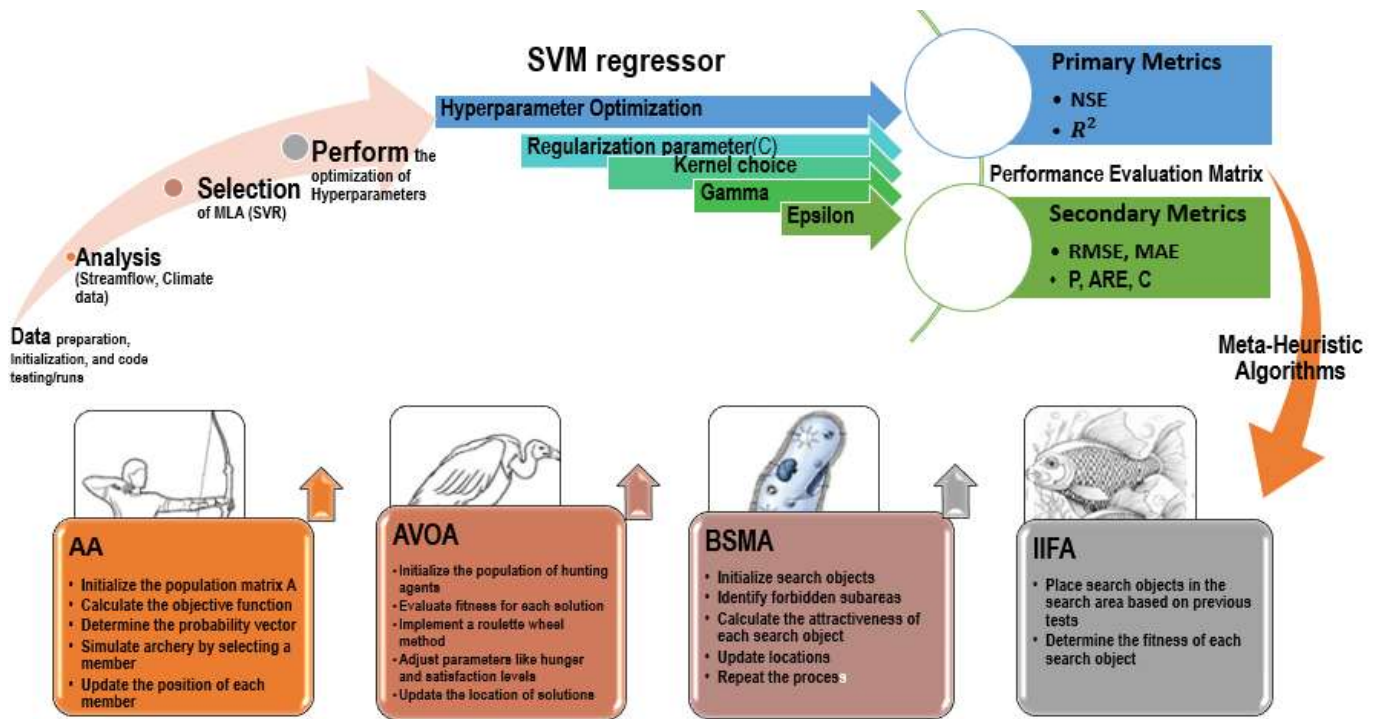 SVM regressor
Hyperparameter Optimization
Regularization parameter(C)
Kernel choice
Gamma
Epsilon
Primary Metrics
• NSE
• R²
Performance Evaluation Matrix
Secondary Metrics
• RMSE, MAE
• P, ARE, C
Perform the
optimization of
Hyperparameters
Selection
of MLA (SVR)
Analysis
(Streamflow, Climate
data)
Data preparation,
Initialization, and code
testing/runs
Meta-Heuristic
Algorithms
AA
• Initialize the population matrix A
• Calculate the objective function
• Determine the probability vector
• Simulate archery by selecting a
member
• Update the position of each
member
AVOA
• Initialize the population of hunting
agents
• Evaluate fitness for each solution
• Implement a roulette wheel
method
• Adjust parameters like hunger
and satisfaction levels
• Update the location of solutions
BSMA
• Initialize search objects
• Identify forbidden subareas
• Calculate the attractiveness of
each search object
• Update locations
• Repeat the process
IIFA
• Place search objects in the
search area based on previous
tests
• Determine the fitness of each
search object